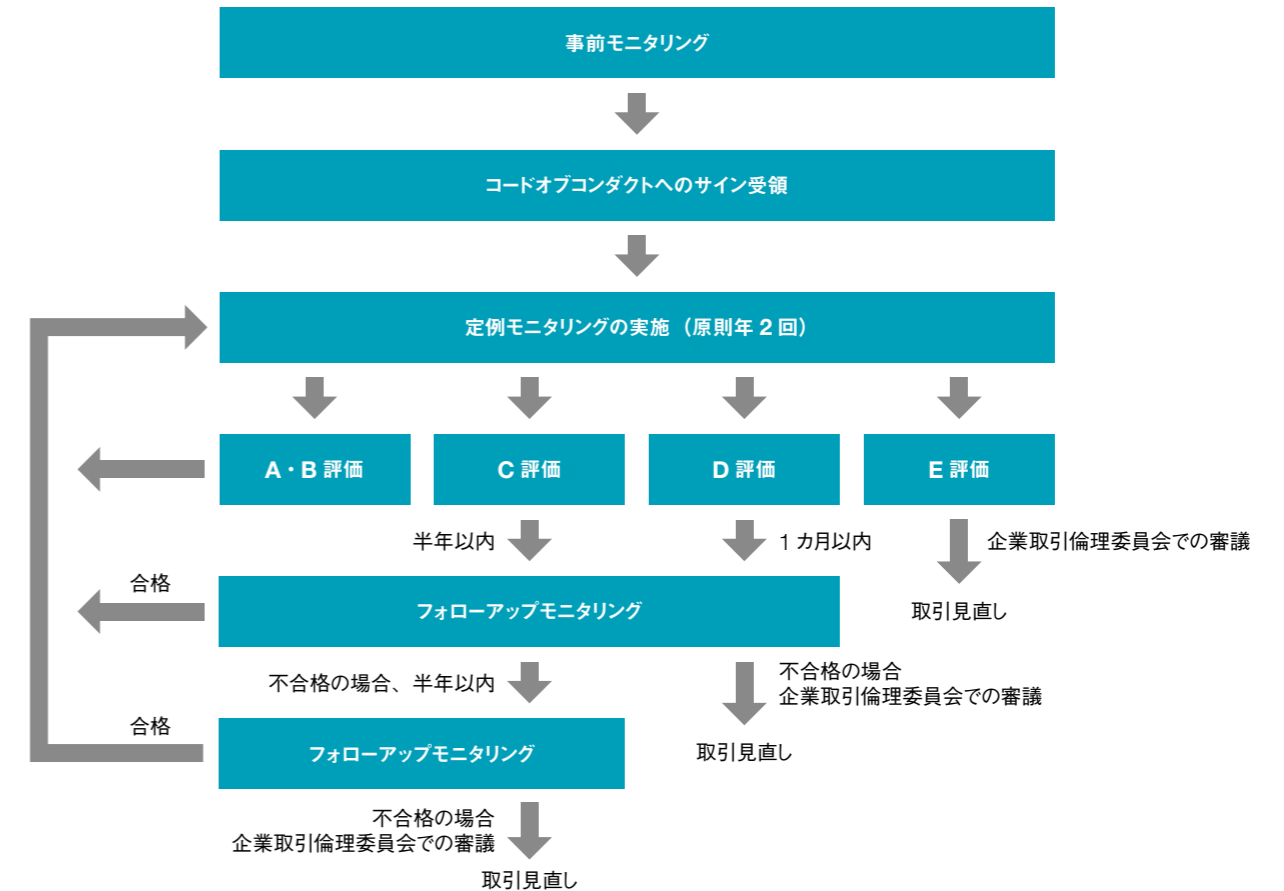 事前モニタリング
コードオブコンダクトへのサイン受領
定例モニタリングの実施（原則年 2 回）
A・B 評価
C 評価
D 評価
E 評価
半年以内
1 カ月以内
企業取引倫理委員会での審議
取引見直し
合格
フォローアップモニタリング
不合格の場合、半年以内
不合格の場合
企業取引倫理委員会での審議
取引見直し
合格
フォローアップモニタリング
不合格の場合
企業取引倫理委員会での審議
取引見直し